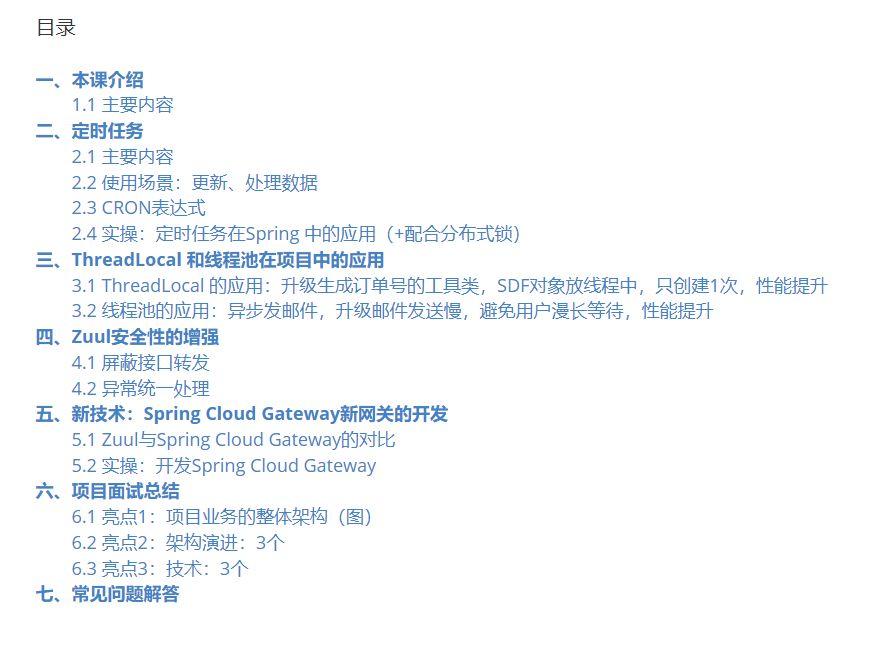 目录
一、本课介绍
1.1 主要内容
二、定时任务
2.1 主要内容
2.2 使用场景：更新、处理数据
2.3 CRON表达式
2.4 实操：定时任务在Spring 中的应用（+配合分布式锁）
三、ThreadLocal 和线程池在项目中的应用
3.1 ThreadLocal 的应用：升级生成订单号的工具类，SDF对象放线程中，只创建1次，性能提升
3.2 线程池的应用：异步发邮件，升级邮件发送慢，避免用户漫长等待，性能提升
四、Zuul安全性的增强
4.1 屏蔽接口转发
4.2 异常统一处理
五、新技术：Spring Cloud Gateway新网关的开发
5.1 Zuul与Spring Cloud Gateway的对比
5.2 实操：开发Spring Cloud Gateway
六、项目面试总结
6.1 亮点1：项目业务的整体架构（图）
6.2 亮点2：架构演进：3个
6.3 亮点3：技术：3个
七、常见问题解答